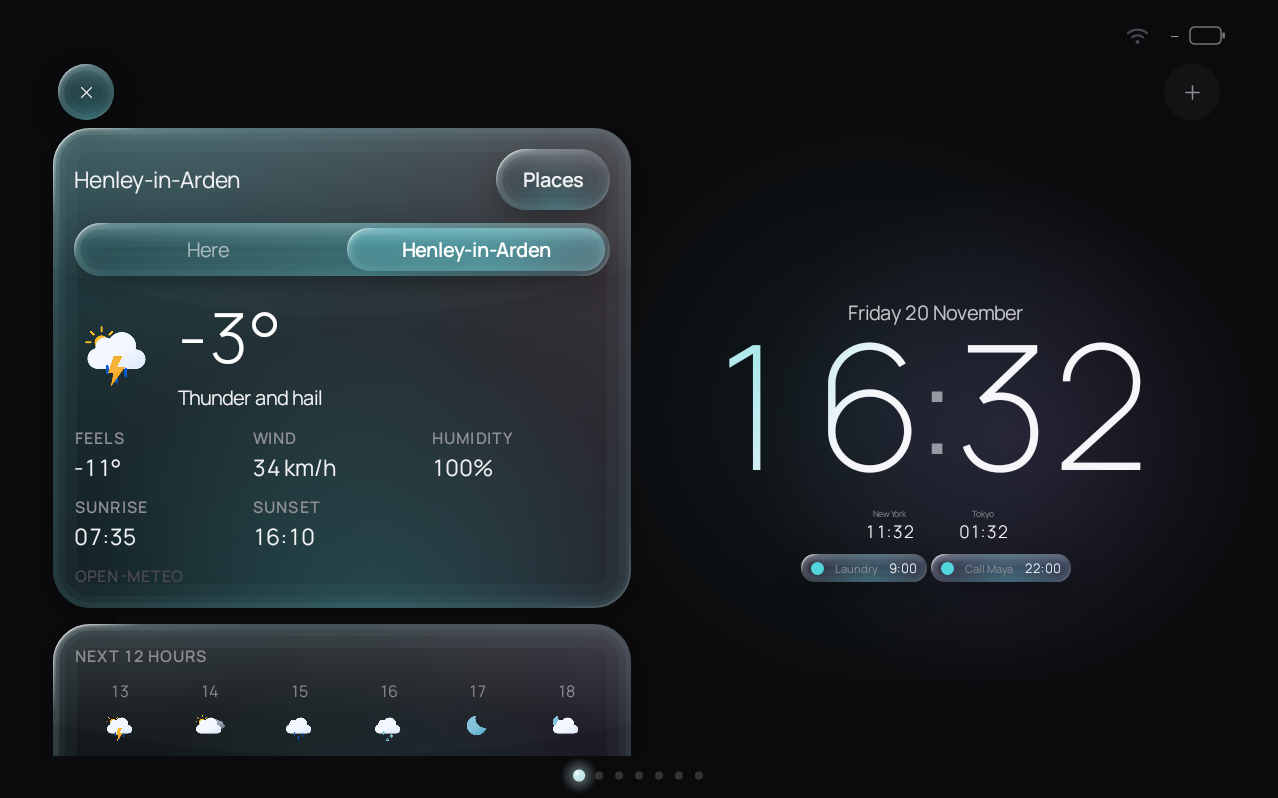 –
Henley-in-Arden
Places
Here
Henley-in-Arden
-3°
Thunder and hail
FEELS
WIND
HUMIDITY
-11°
34 km/h
100%
SUNRISE
SUNSET
07:35
16:10
OPEN-METEO
NEXT 12 HOURS
13 14 15 16 17 18
Friday 20 November
16:32
New York
Tokyo
11:32
01:32
Laundry 9:00
Call Maya 22:00